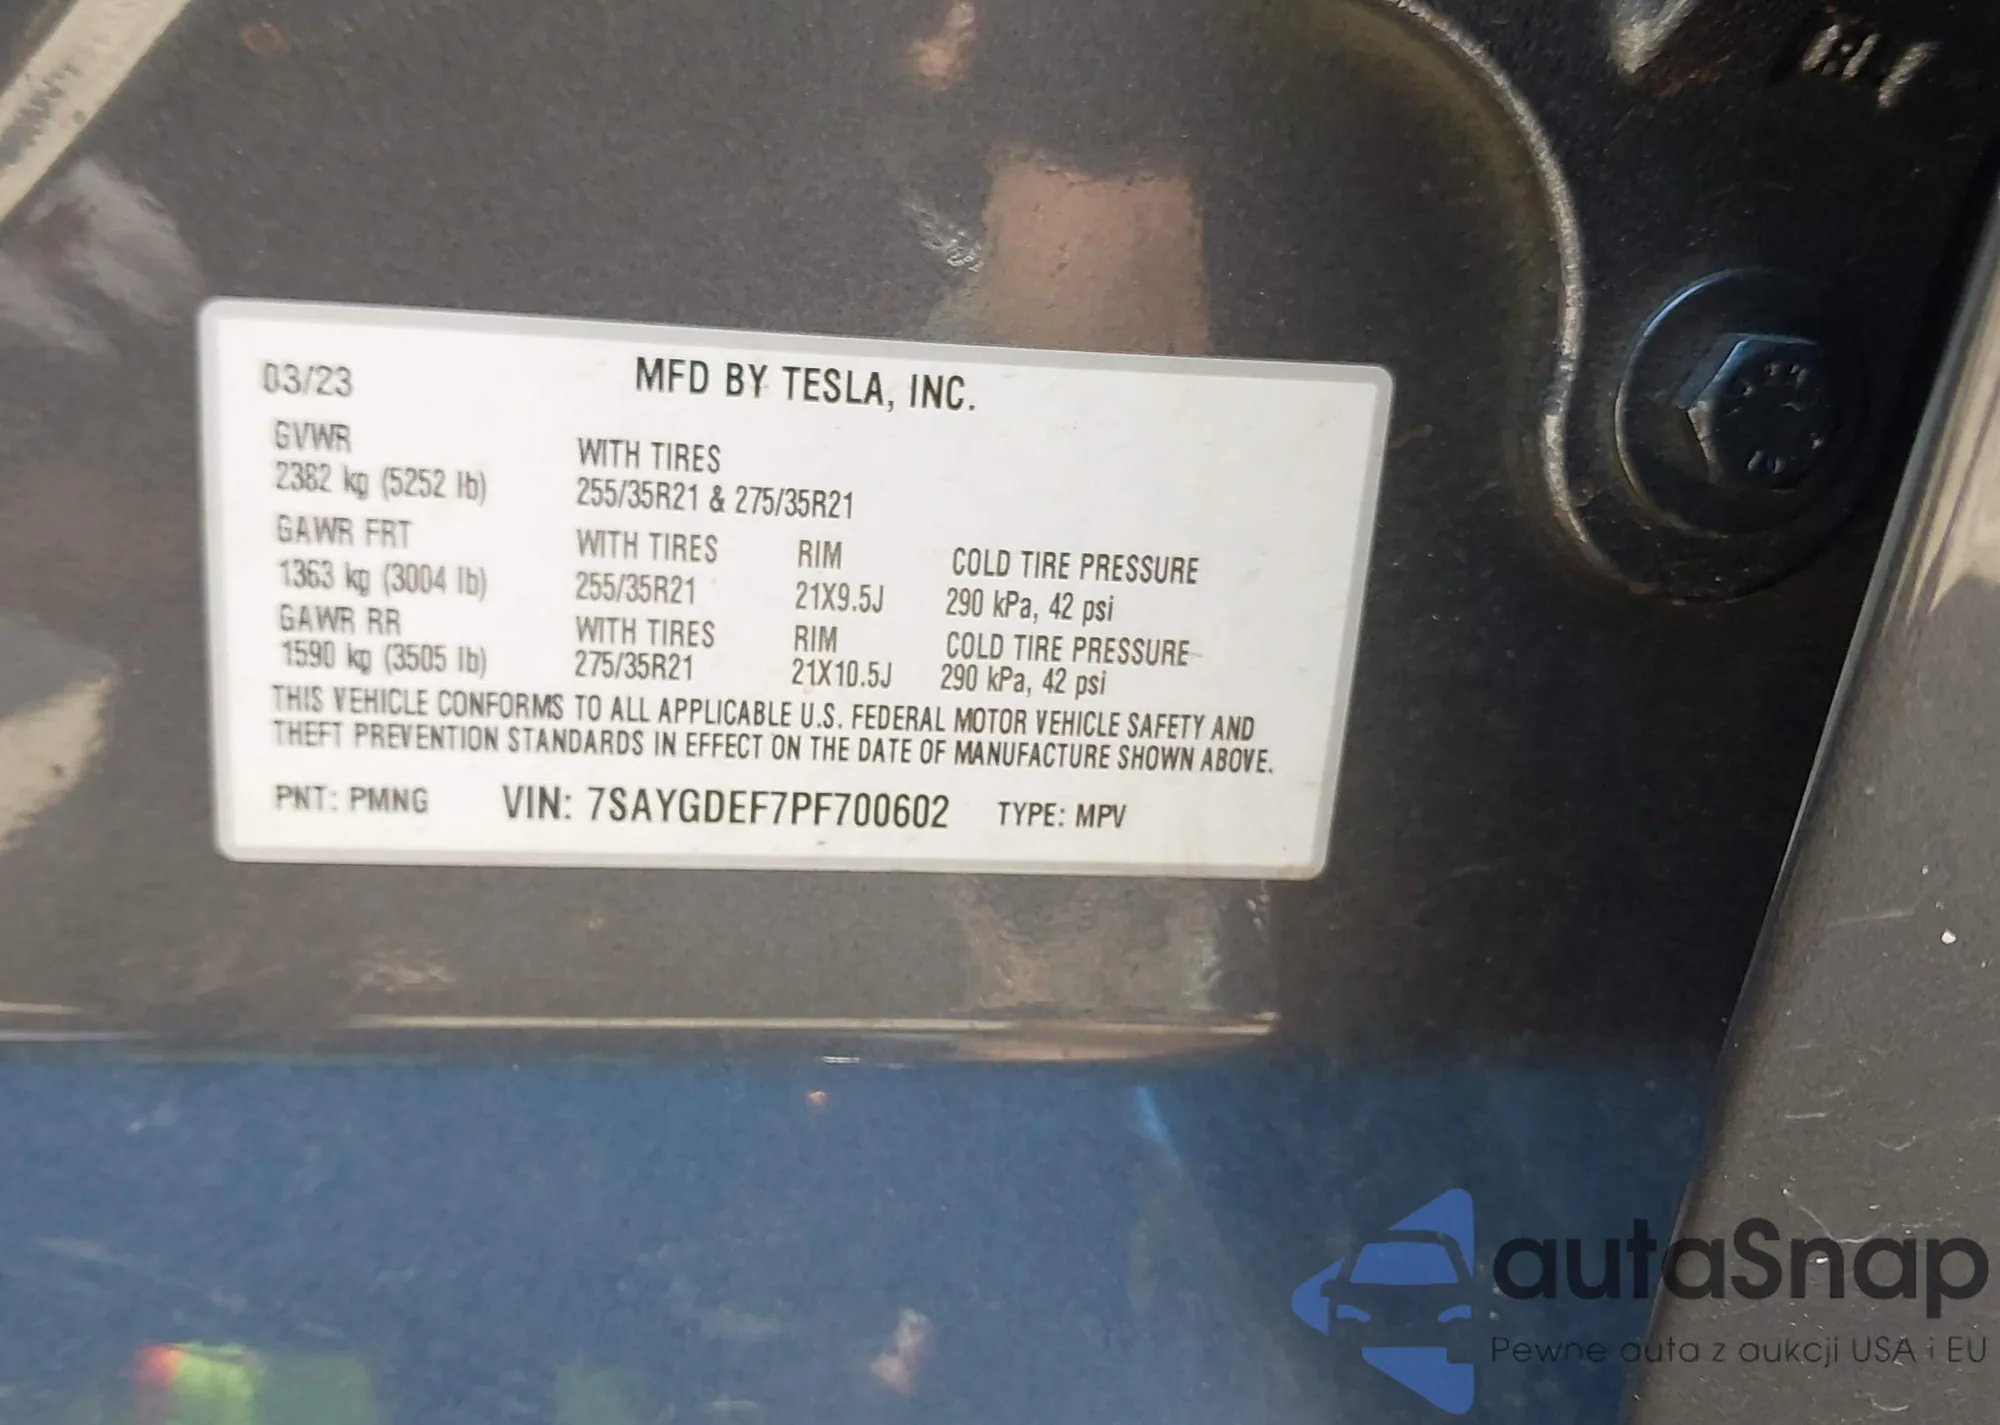 03/23 MFD BY TESLA, INC.
GVWR WITH TIRES
2382 kg (5252 lb) 255/35R21 & 275/35R21
GAWR FRT WITH TIRES RIM COLD TIRE PRESSURE
1363 kg (3004 lb) 255/35R21 21X9.5J 290 kPa, 42 psi
GAWR RR WITH TIRES RIM COLD TIRE PRESSURE
1590 kg (3505 lb) 275/35R21 21X10.5J 290 kPa, 42 psi
THIS VEHICLE CONFORMS TO ALL APPLICABLE U.S. FEDERAL MOTOR VEHICLE SAFETY AND
THEFT PREVENTION STANDARDS IN EFFECT ON THE DATE OF MANUFACTURE SHOWN ABOVE.
PNT: PMNG VIN: 7SAYGDEF7PF700602 TYPE: MPV
autaSnap
Pewne auta z aukcji USA i EU